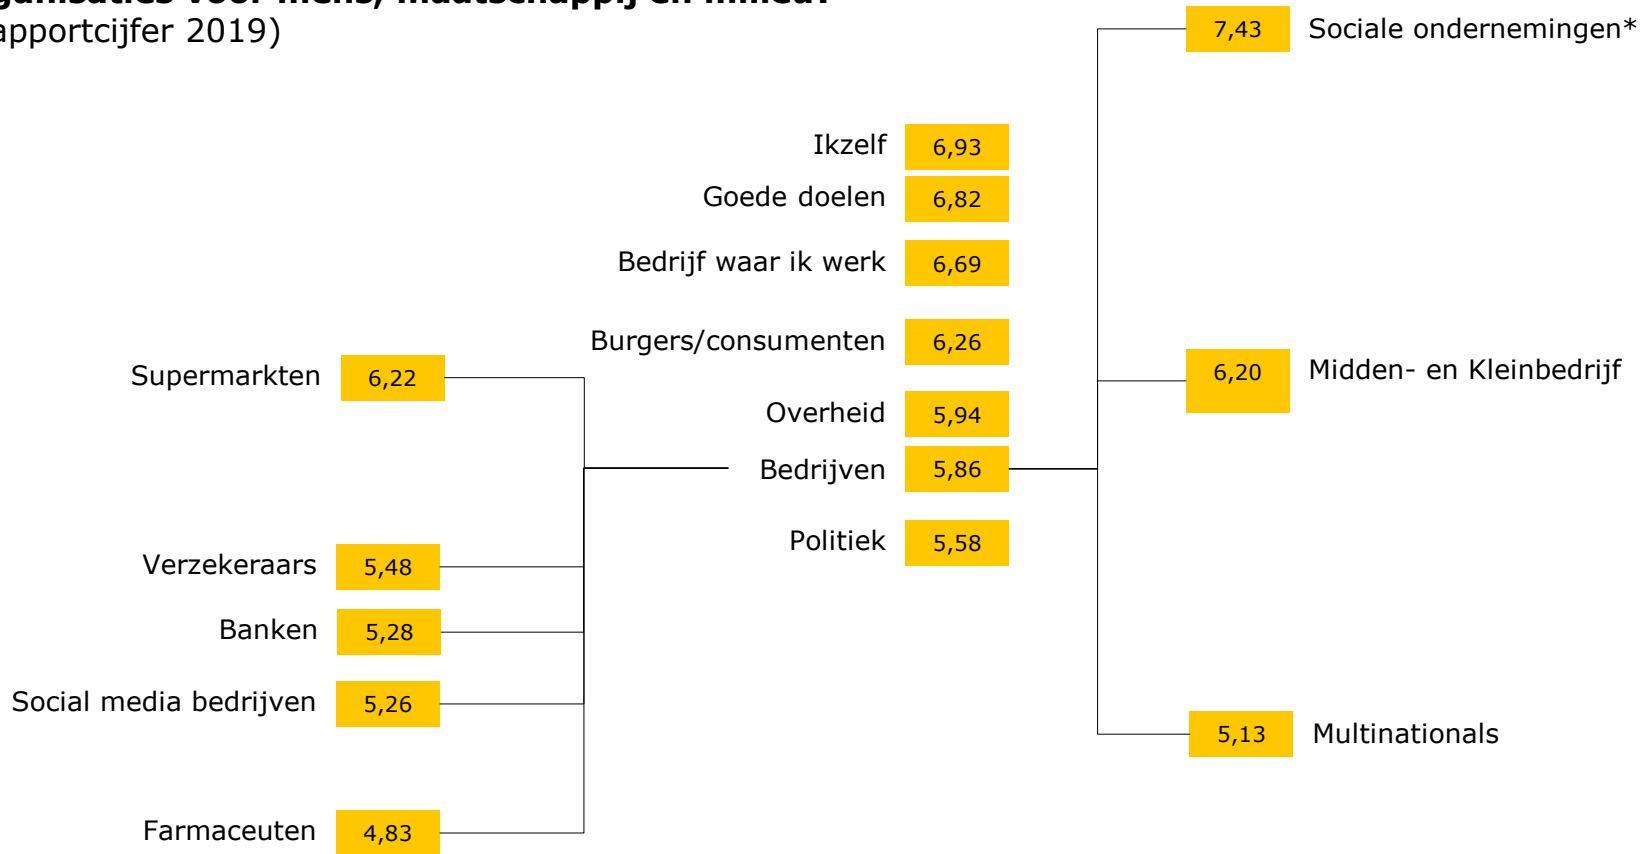 (rapportcijfer 2019)
7,43 Sociale ondernemingen*
Ikzelf 6,93
Goede doelen 6,82
Bedrijf waar ik werk 6,69
Burgers/consumenten 6,26
Supermarkten 6,22
6,20 Midden- en Kleinbedrijf
Overheid 5,94
Bedrijven 5,86
Politiek 5,58
Verzekeraars 5,48
Banken 5,28
Social media bedrijven 5,26
5,13 Multinationals
Farmaceuten 4,83